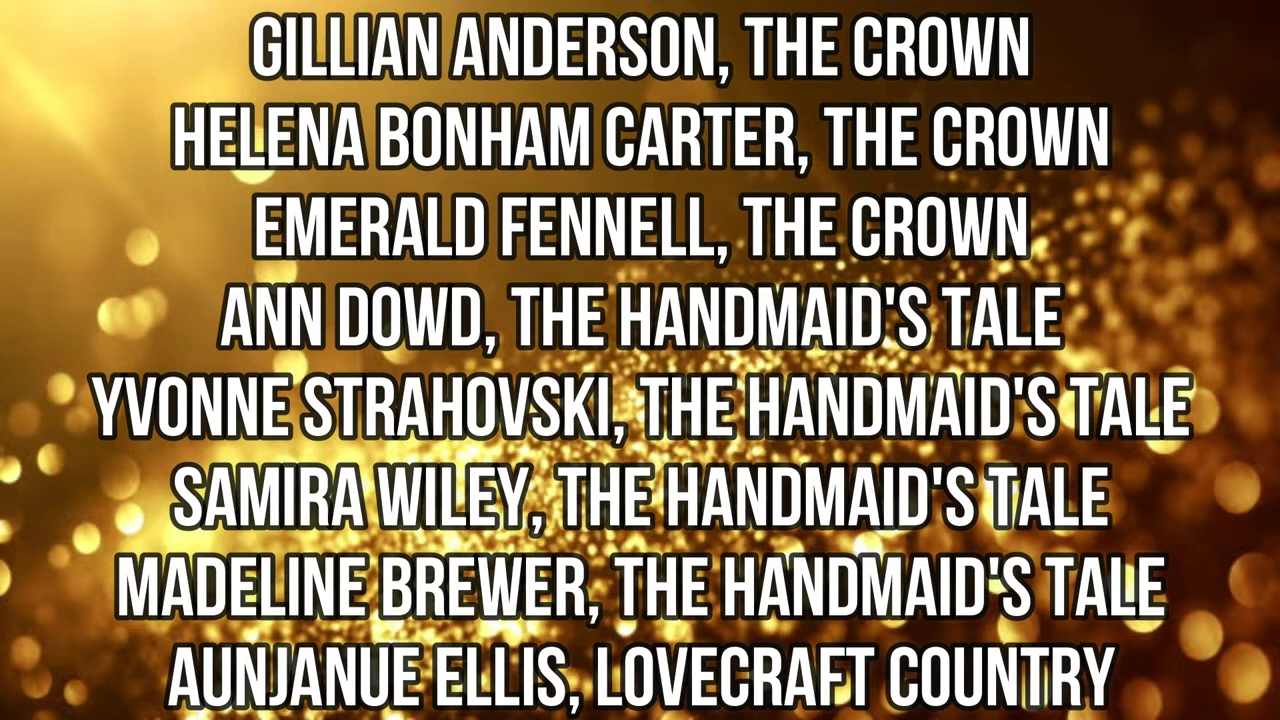 GILLIAN ANDERSON, THE CROWN
HELENA BONHAM CARTER, THE CROWN
EMERALD FENNELL, THE CROWN
ANN DOWD, THE HANDMAID'S TALE
YVONNE STRAHOVSKI, THE HANDMAID'S TALE
SAMIRA WILEY, THE HANDMAID'S TALE
MADELINE BREWER, THE HANDMAID'S TALE
AUNJANUE ELLIS, LOVECRAFT COUNTRY